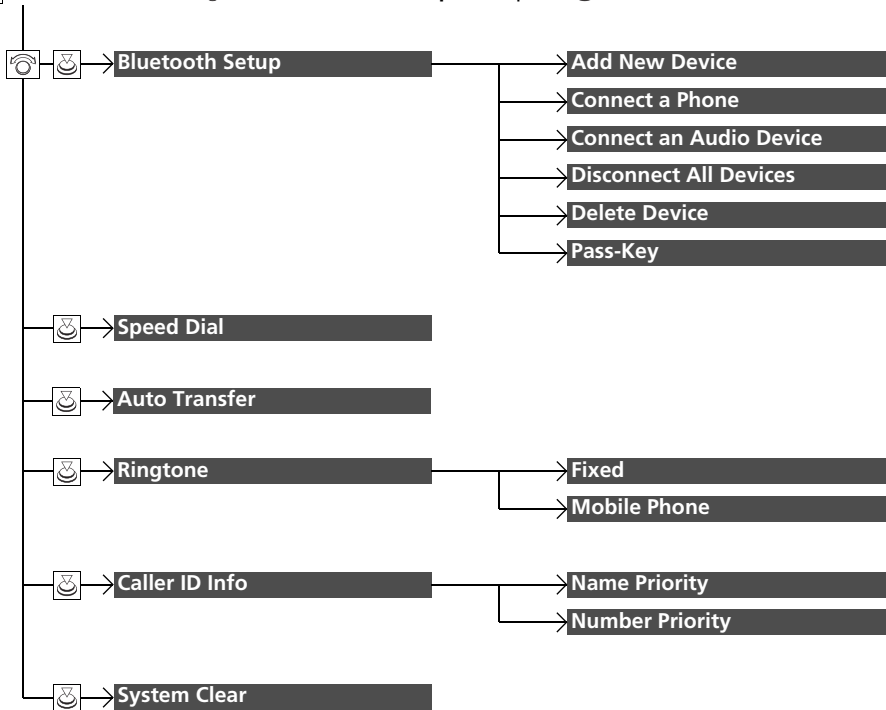 Bluetooth Setup
Add New Device
Connect a Phone
Connect an Audio Device
Disconnect All Devices
Delete Device
Pass-Key
Speed Dial
Auto Transfer
Ringtone
Fixed
Mobile Phone
Caller ID Info
Name Priority
Number Priority
System Clear